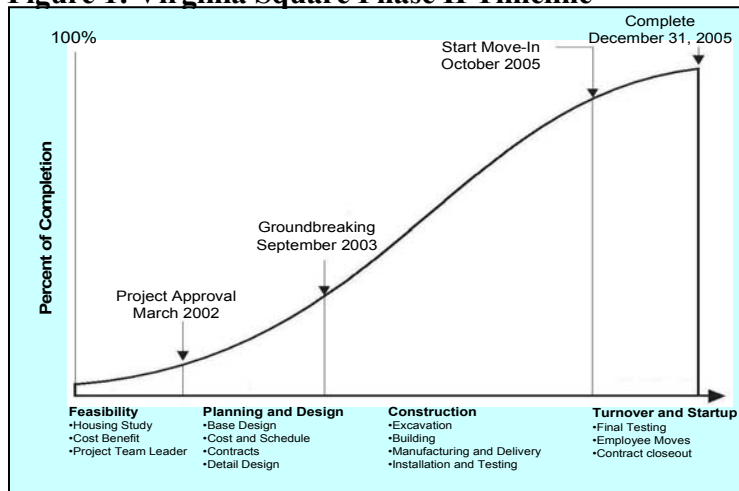 Figure 1: Virginia Square Phase II Timeline
Complete
December 31, 2005
100%
Start Move-In
October 2005
Percent of Completion
Groundbreaking
September 2003
Project Approval
March 2002
Feasibility
•Housing Study
•Cost Benefit
•Project Team Leader
Planning and Design
•Base Design
•Cost and Schedule
•Contracts
•Detail Design
Construction
•Excavation
•Building
•Manufacturing and Delivery
•Installation and Testing
Turnover and Startup
•Final Testing
•Employee Moves
•Contract closeout